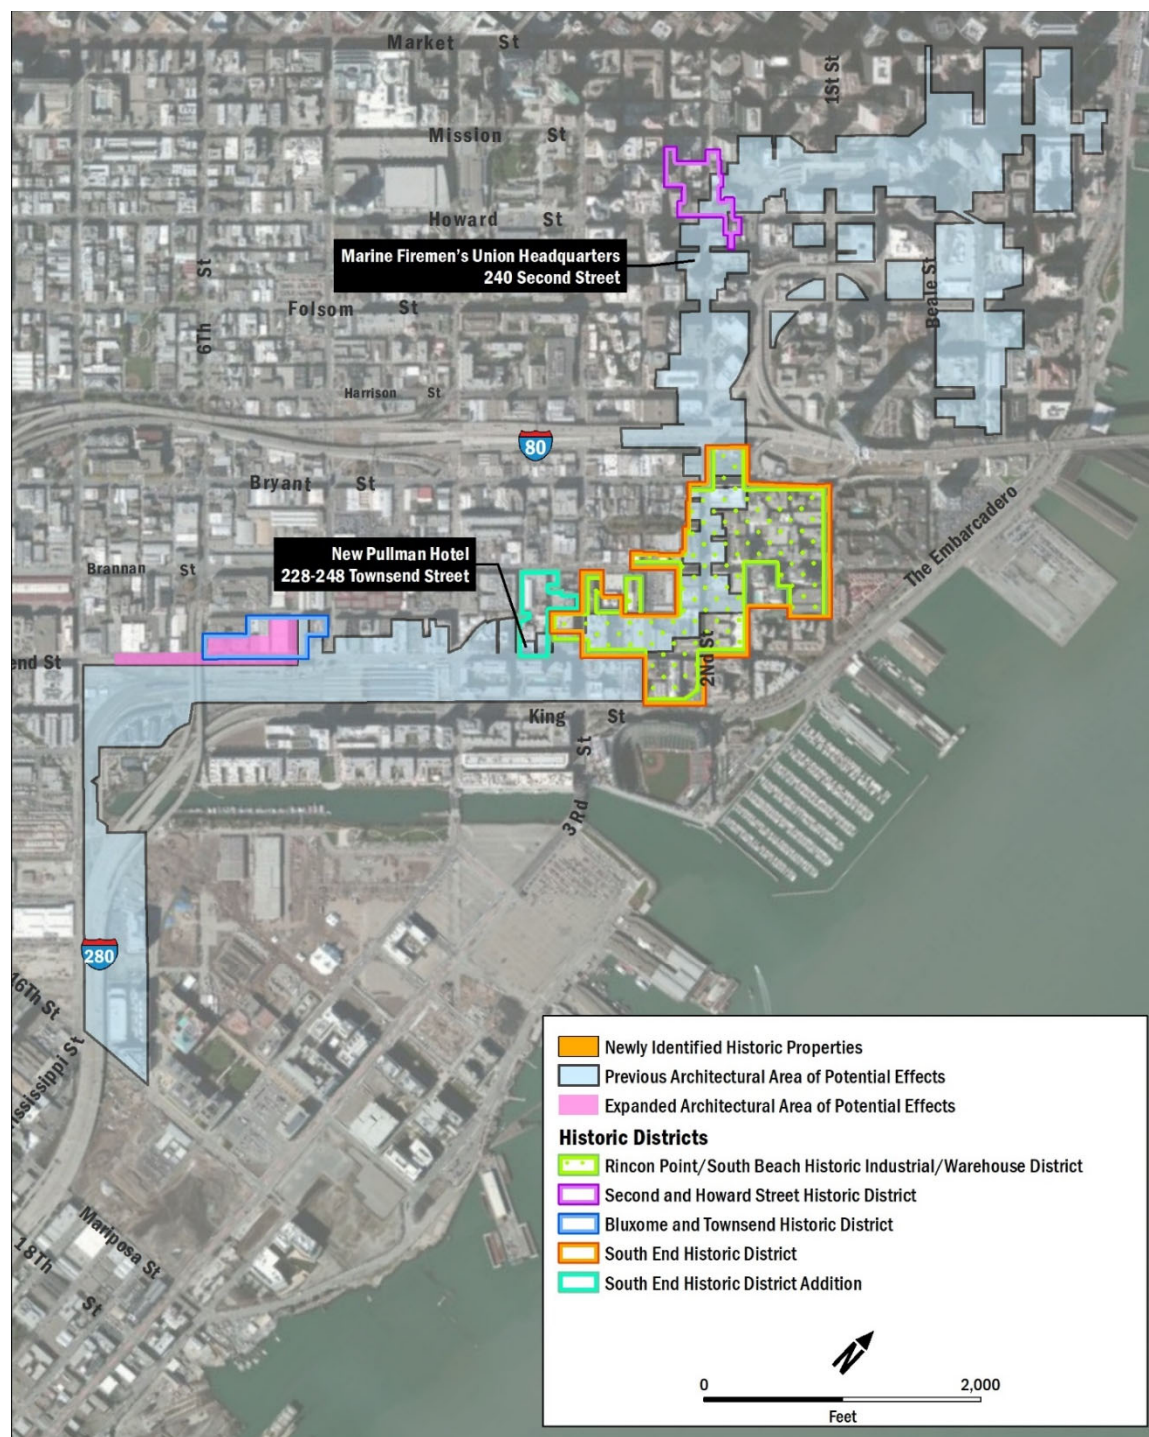 Market St
1St St
Mission St
Howard St
Marine Firemen's Union Headquarters
240 Second Street
6Th St
Folsom St
Beale St
Harrison St
80
Bryant St
The Embarcadero
New Pullman Hotel
228-248 Townsend Street
Brannan St
end St
2Nd St
King St
3Rd St
280
16Th St
ississippi St
Mariposa St
18Th St
Newly Identified Historic Properties
Previous Architectural Area of Potential Effects
Expanded Architectural Area of Potential Effects
Historic Districts
Rincon Point/South Beach Historic Industrial/Warehouse District
Second and Howard Street Historic District
Bluxome and Townsend Historic District
South End Historic District
South End Historic District Addition
N
0 2,000
Feet